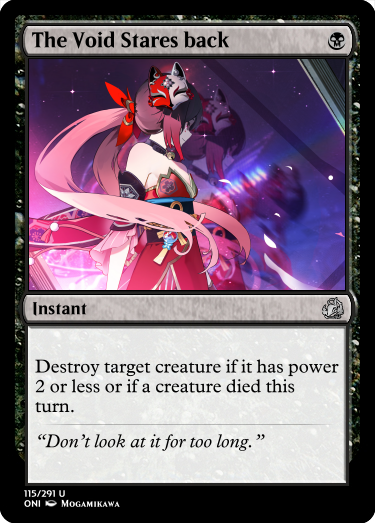 The Void Stares back
Instant
Destroy target creature if it has power
2 or less or if a creature died this
turn.
“Don’t look at it for too long.”
115/291 U
ONI Mogamikawa